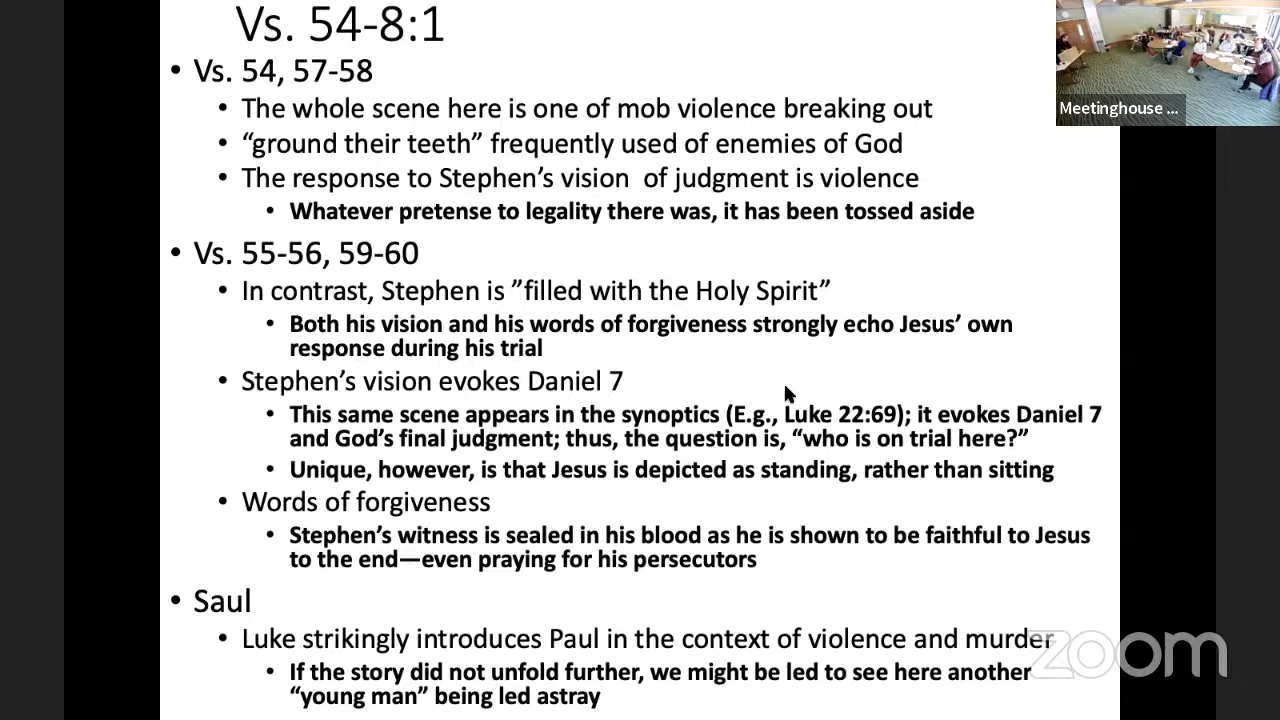 Vs. 54-8:1
• Vs. 54, 57-58
• The whole scene here is one of mob violence breaking out
• “ground their teeth” frequently used of enemies of God
• The response to Stephen’s vision  of judgment is violence
• Whatever pretense to legality there was, it has been tossed aside
• Vs. 55-56, 59-60
• In contrast, Stephen is ”filled with the Holy Spirit”
• Both his vision and his words of forgiveness strongly echo Jesus’ own
response during his trial
• Stephen’s vision evokes Daniel 7
• This same scene appears in the synoptics (E.g., Luke 22:69); it evokes Daniel 7
and God’s final judgment; thus, the question is, “who is on trial here?”
• Unique, however, is that Jesus is depicted as standing, rather than sitting
• Words of forgiveness
• Stephen’s witness is sealed in his blood as he is shown to be faithful to Jesus
to the end—even praying for his persecutors
• Saul
• Luke strikingly introduces Paul in the context of violence and murder
• If the story did not unfold further, we might be led to see here another
“young man” being led astray
Meetinghouse ...
zoom